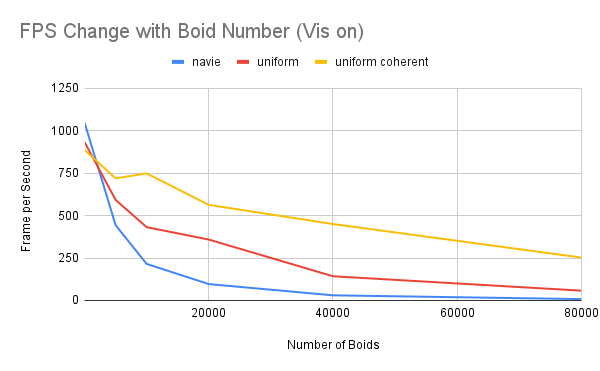 FPS Change with Boid Number (Vis on)
navie uniform uniform coherent
1250
1000
750
500
250
0
Frame per Second
20000 40000 60000 80000
Number of Boids